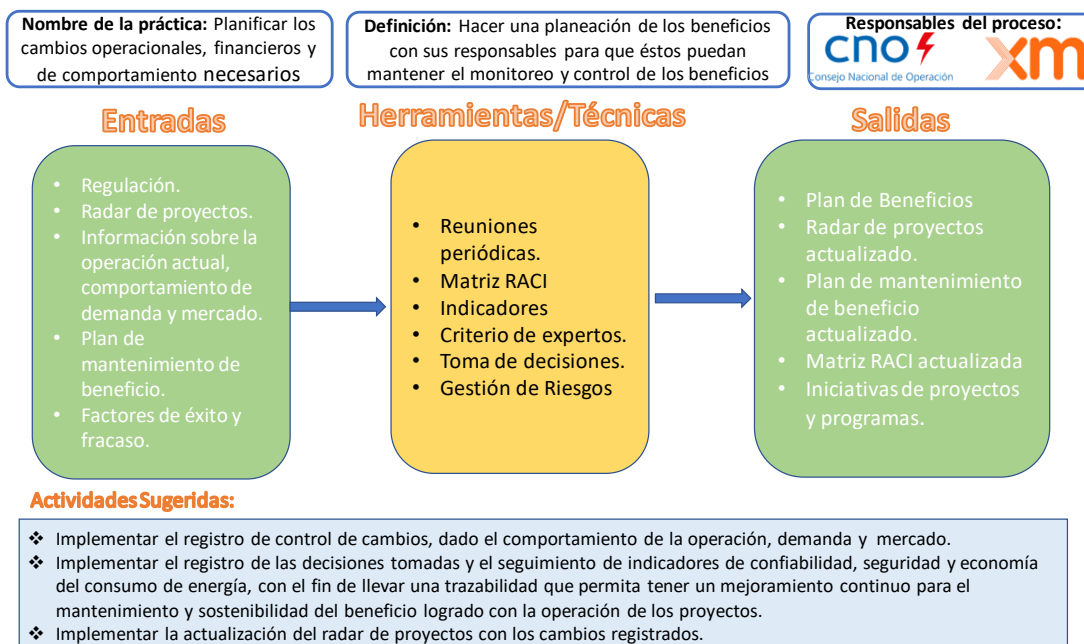 Nombre de la práctica: Planificar los
cambios operacionales, financieros y
de comportamiento necesarios
Definición: Hacer una planeación de los beneficios
con sus responsables para que éstos puedan
mantener el monitoreo y control de los beneficios
Responsables del proceso:
cno
Consejo Nacional de Operación
xm
Entradas
Herramientas/Técnicas
Salidas
• Regulación.
• Radar de proyectos.
• Información sobre la
operación actual,
comportamiento de
demanda y mercado.
• Plan de
mantenimiento de
beneficio.
• Factores de éxito y
fracaso.
• Reuniones
periódicas.
• Matriz RACI
• Indicadores
• Criterio de expertos.
• Toma de decisiones.
• Gestión de Riesgos
• Plan de Beneficios
• Radar de proyectos
actualizado.
• Plan de mantenimiento
de beneficio
actualizado.
• Matriz RACI actualizada
• Iniciativas de proyectos
y programas.
Actividades Sugeridas:
❖ Implementar el registro de control de cambios, dado el comportamiento de la operación, demanda y mercado.
❖ Implementar el registro de las decisiones tomadas y el seguimiento de indicadores de confiabilidad, seguridad y economía
del consumo de energía, con el fin de llevar una trazabilidad que permita tener un mejoramiento continuo para el
mantenimiento y sostenibilidad del beneficio logrado con la operación de los proyectos.
❖ Implementar la actualización del radar de proyectos con los cambios registrados.